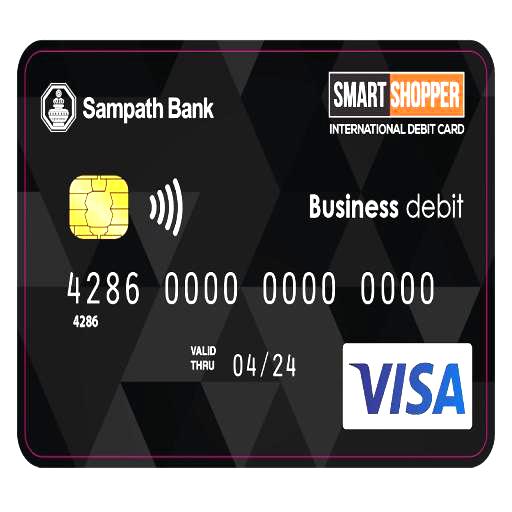 Sampath Bank
SMART SHOPPER
INTERNATIONAL DEBIT CARD
Business debit
4286 0000 0000 0000
4286
VALID
THRU 04/24
VISA